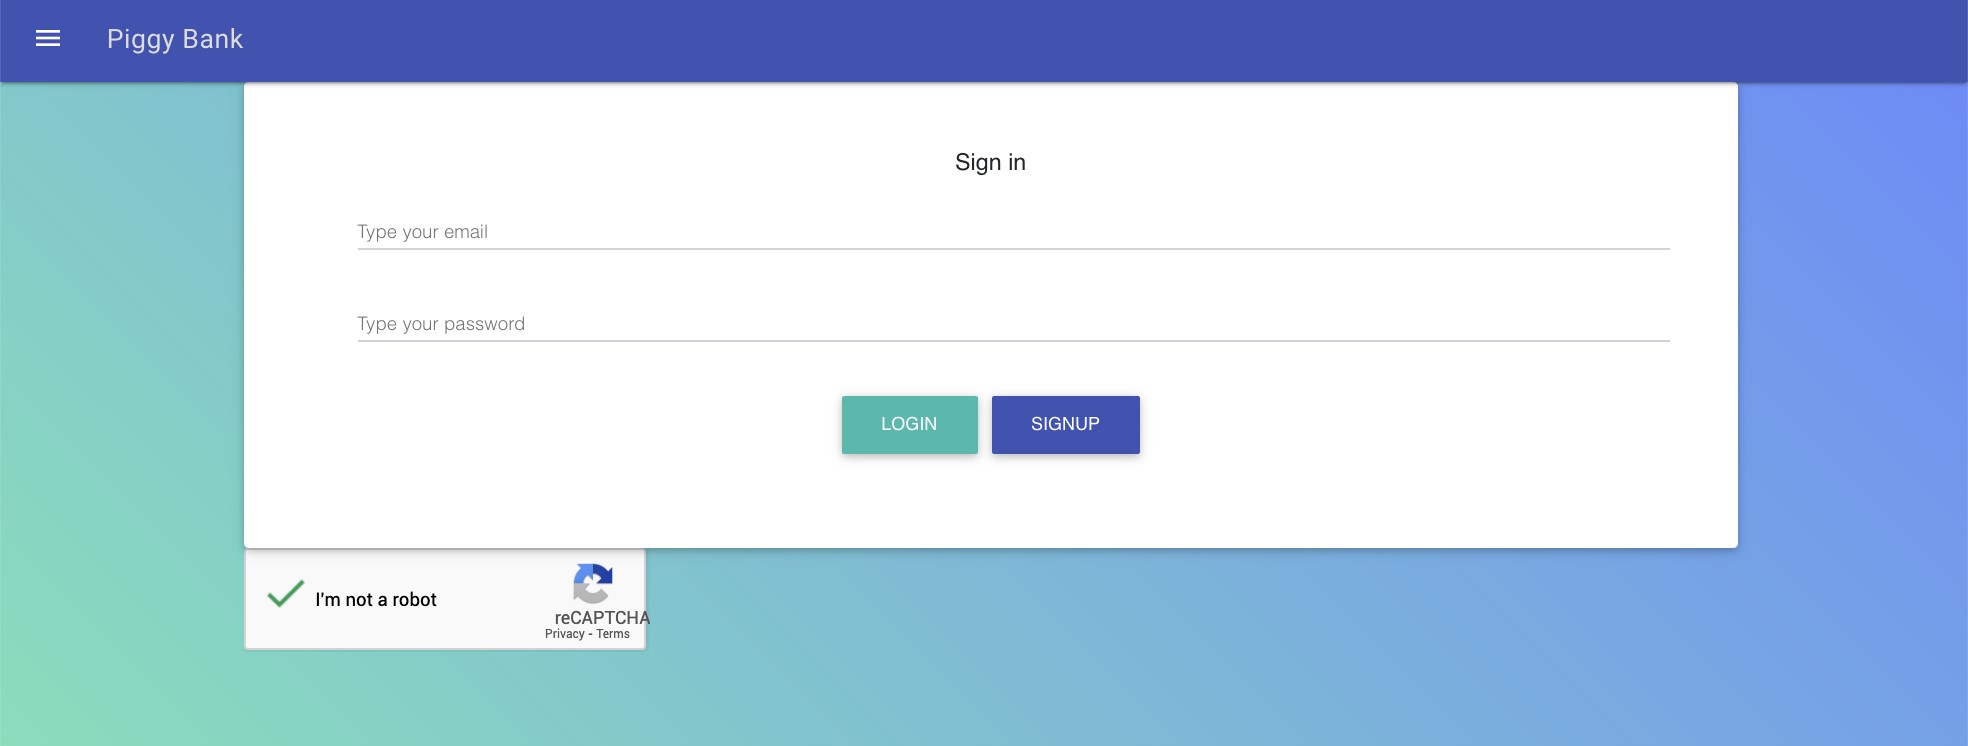 Piggy Bank
Sign in
Type your email
Type your password
LOGIN SIGNUP
I'm not a robot
reCAPTCHA
Privacy - Terms